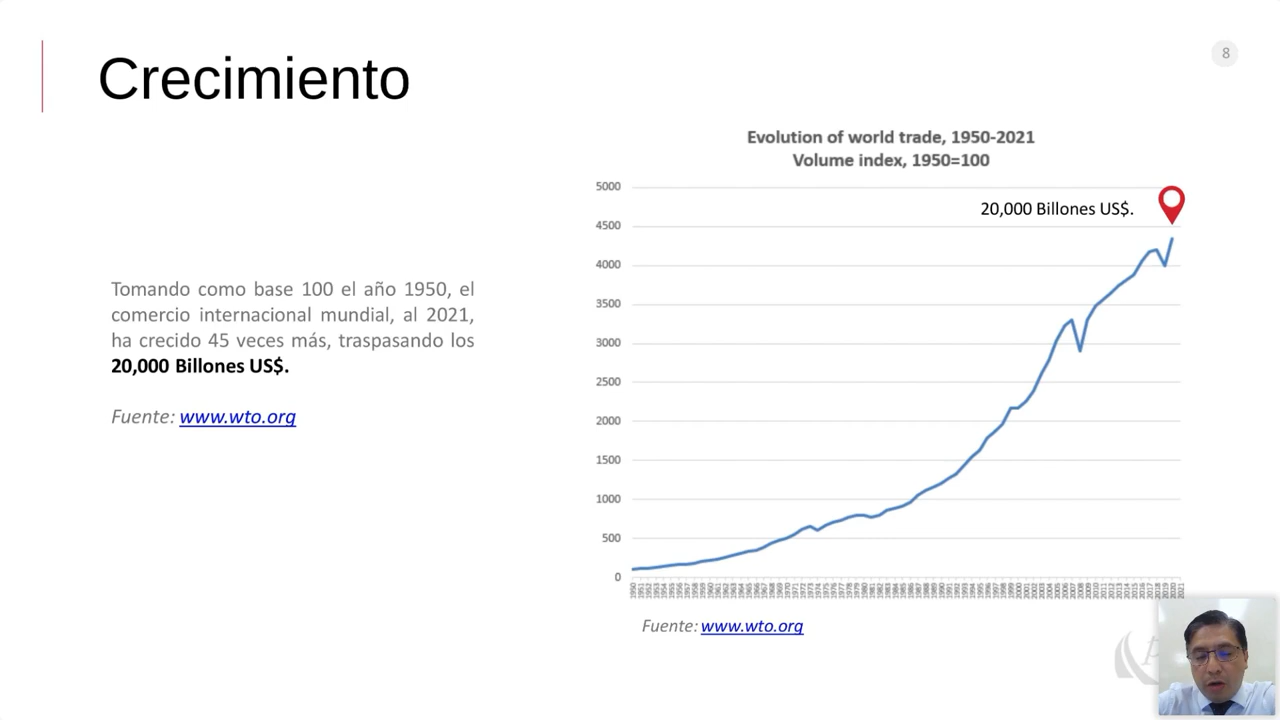 Crecimiento
8
Evolution of world trade, 1950-2021
Volume index, 1950=100
5000
20,000 Billones US$.
4500
4000
3500
3000
2500
2000
1500
1000
500
0
Tomando como base 100 el año 1950, el
comercio internacional mundial, al 2021,
ha crecido 45 veces más, traspasando los
20,000 Billones US$.
Fuente: www.wto.org
Fuente: www.wto.org